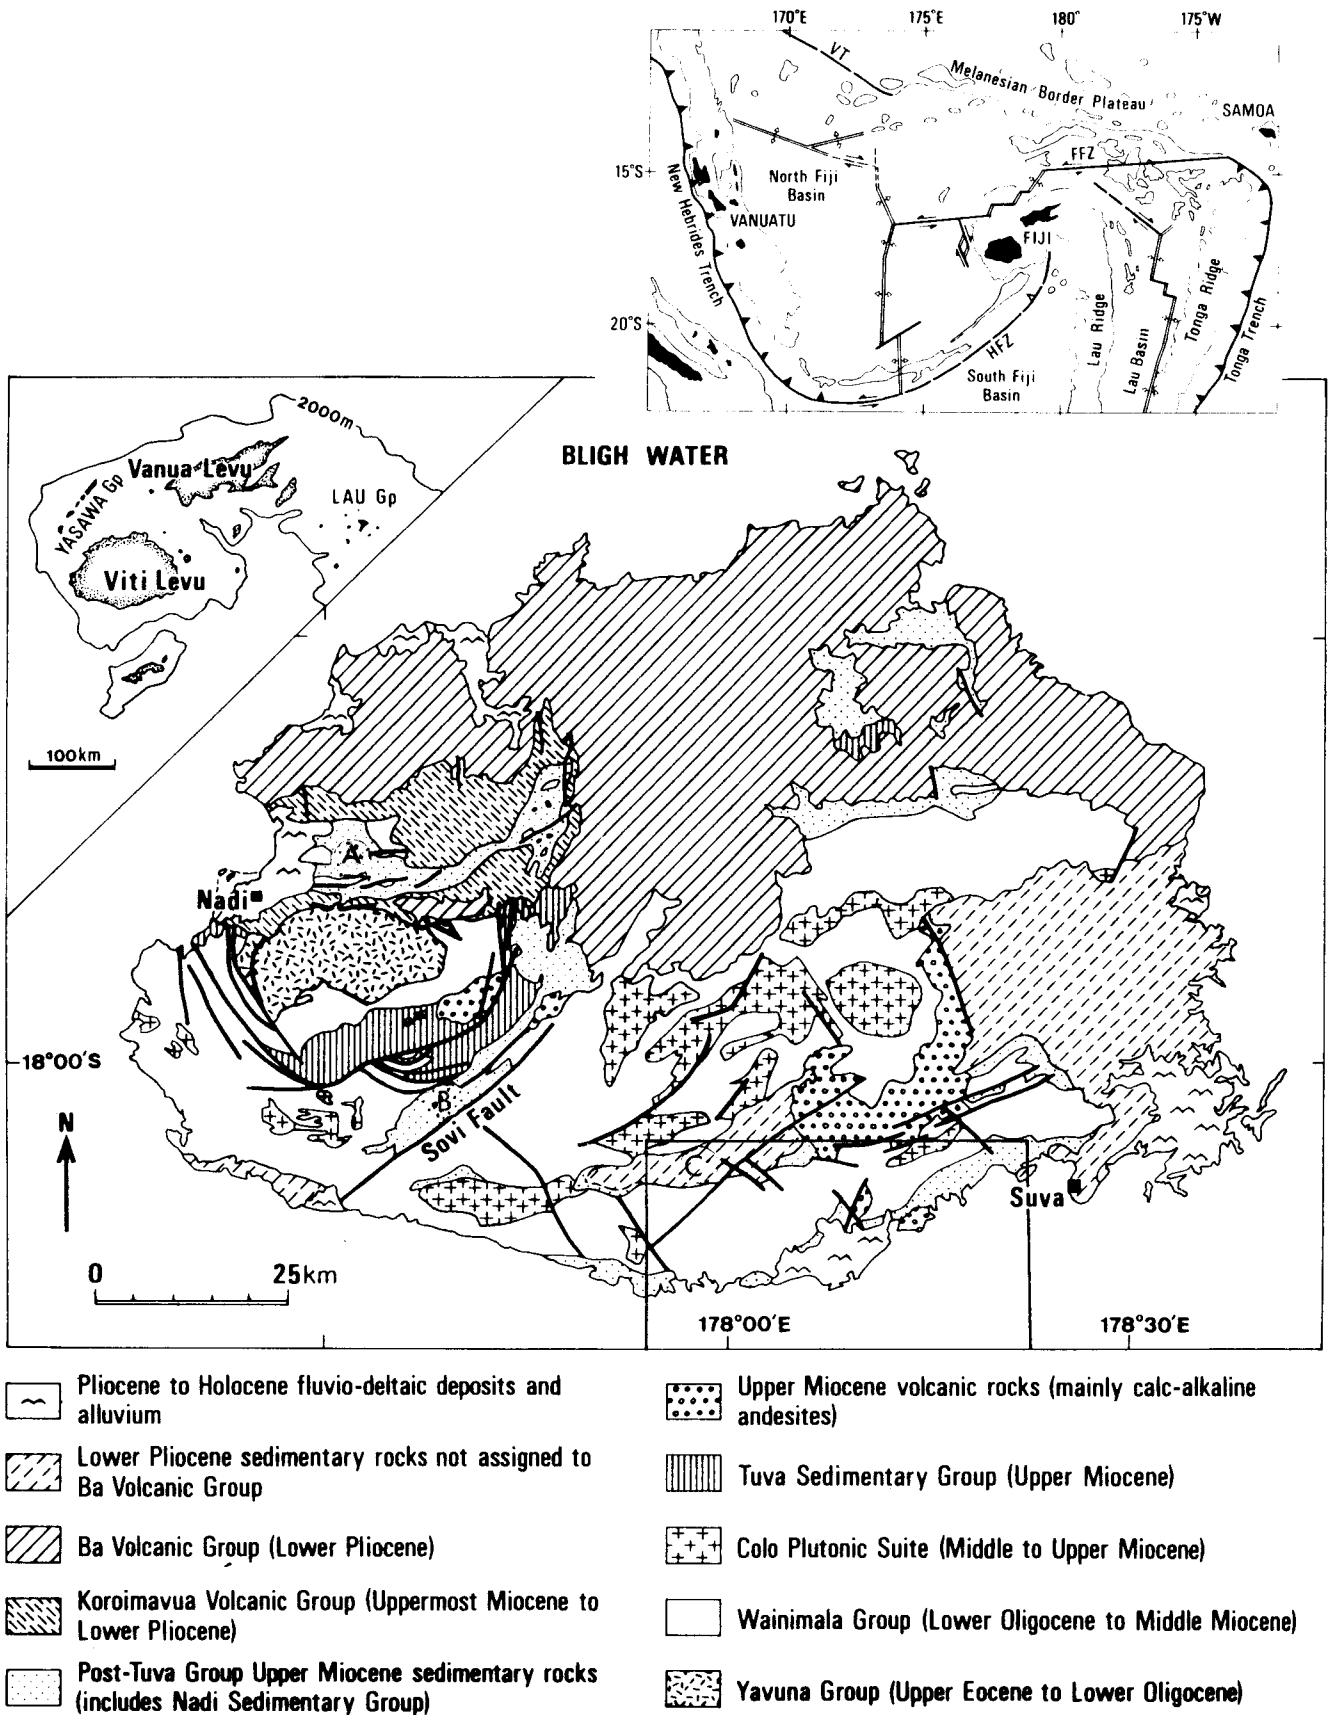 170°E 175°E 180° 175°W
VT
Melanesian Border Plateau
SAMOA
FFZ
15°S
North Fiji
Basin
New Hebrides Trench
VANUATU
FIJI
20°S
HFZ
South Fiji
Basin
Lau Ridge
Lau Basin
Tonga Ridge
Tonga Trench
2000m
Vanua Levu
YASAWA Gp
LAU Gp
Viti Levu
100km
BLIGH WATER
A
Nadi
18°00'S
B
Sovi Fault
N
C
Suva
0 25km
178°00'E 178°30'E
Pliocene to Holocene fluvio-deltaic deposits and
alluvium
Lower Pliocene sedimentary rocks not assigned to
Ba Volcanic Group
Ba Volcanic Group (Lower Pliocene)
Koroimavua Volcanic Group (Uppermost Miocene to
Lower Pliocene)
Post-Tuva Group Upper Miocene sedimentary rocks
(includes Nadi Sedimentary Group)
Upper Miocene volcanic rocks (mainly calc-alkaline
andesites)
Tuva Sedimentary Group (Upper Miocene)
Colo Plutonic Suite (Middle to Upper Miocene)
Wainimala Group (Lower Oligocene to Middle Miocene)
Yavuna Group (Upper Eocene to Lower Oligocene)